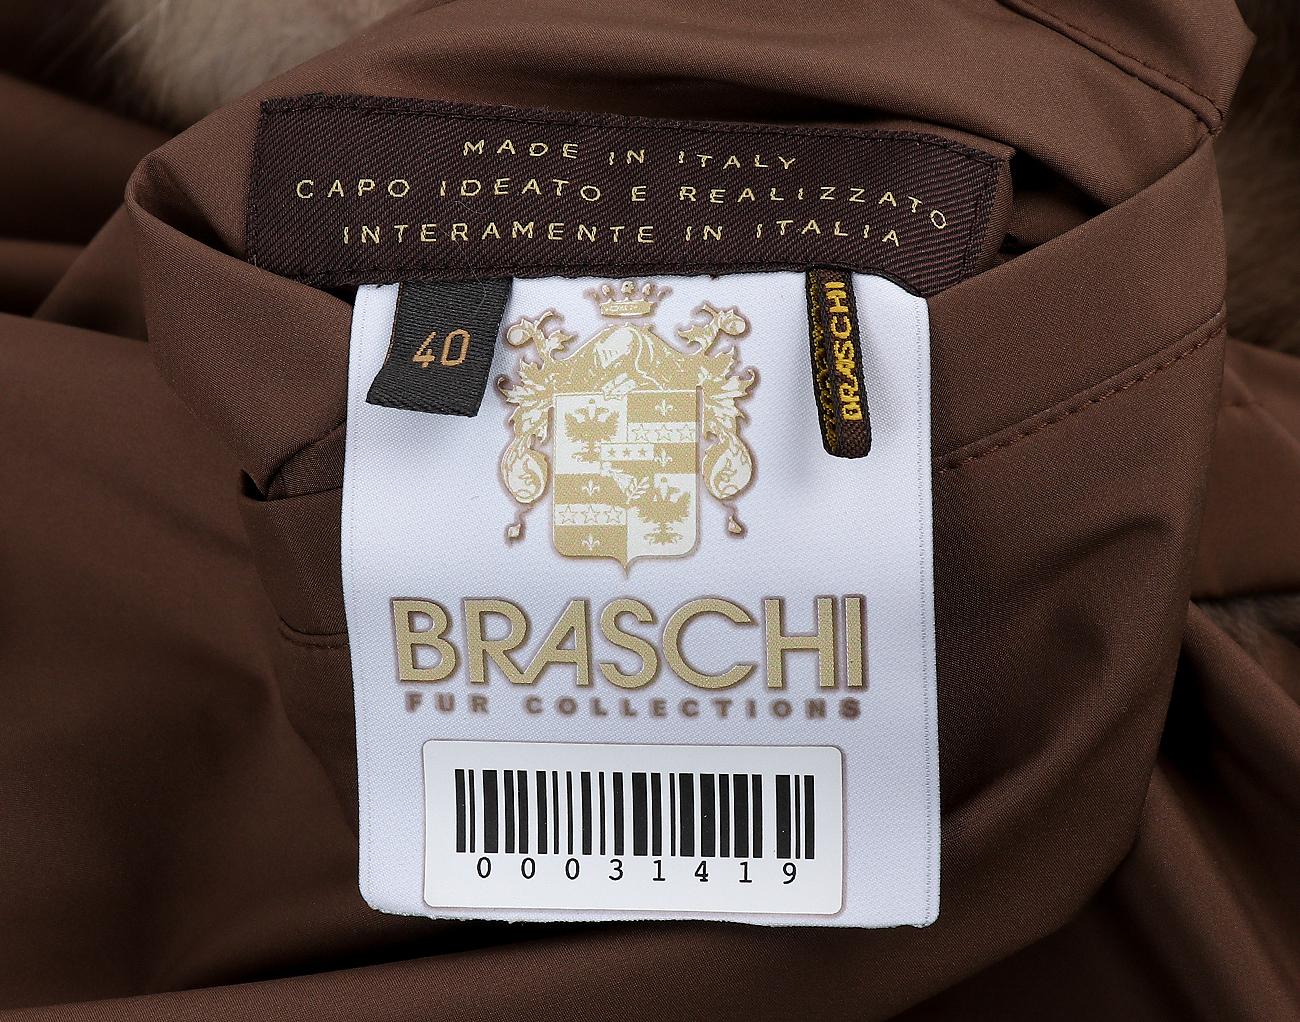 MADE IN ITALY
CAPO IDEATO E REALIZZATO
INTERAMENTE IN ITALIA
40
BRASCHI
BRASCHI
FUR COLLECTIONS
00031419